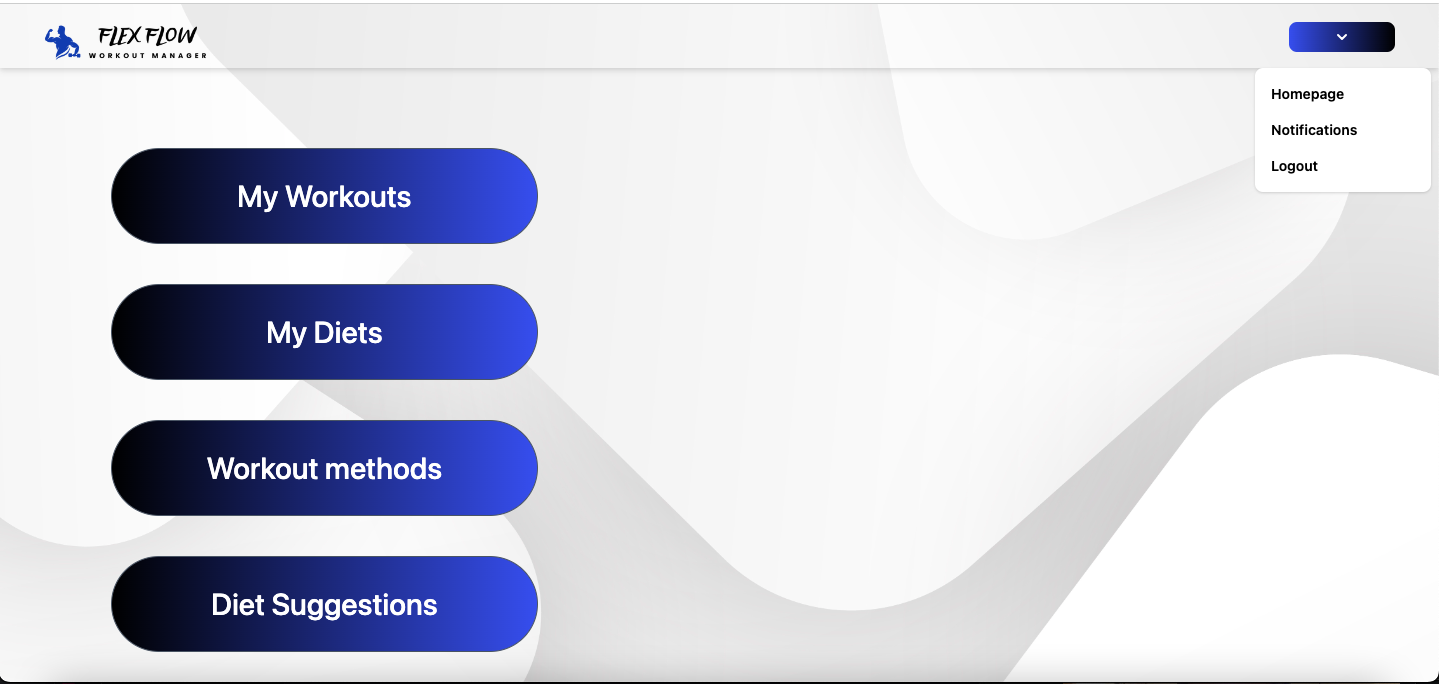 FLEX FLOW
WORKOUT MANAGER
Homepage
Notifications
Logout
My Workouts
My Diets
Workout methods
Diet Suggestions